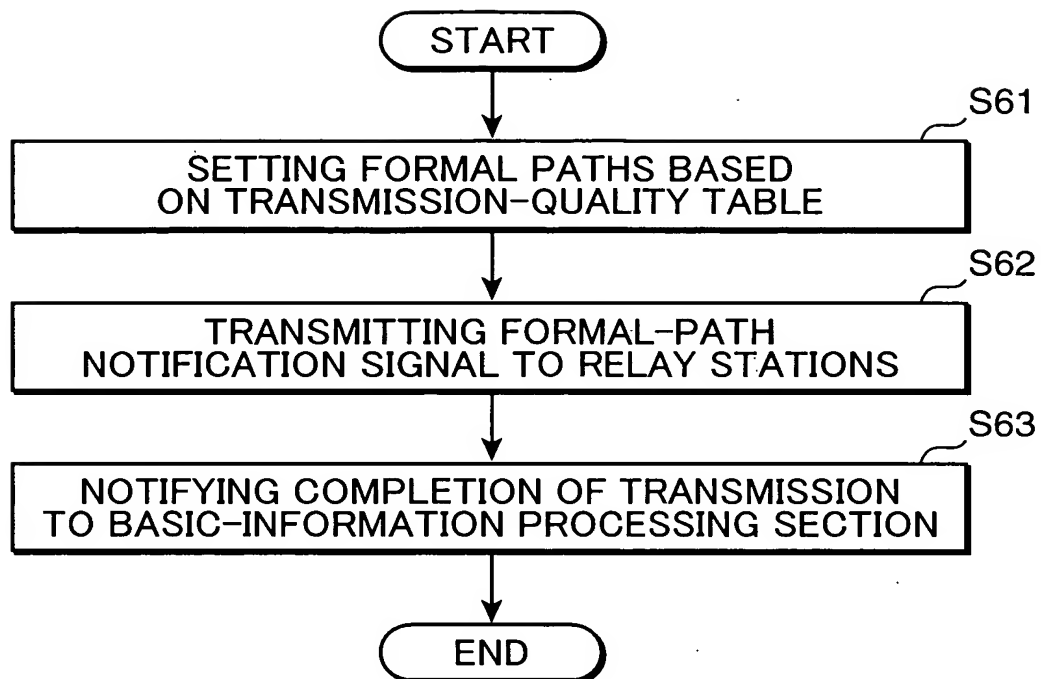 START
S61
SETTING FORMAL PATHS BASED
ON TRANSMISSION-QUALITY TABLE
S62
TRANSMITTING FORMAL-PATH
NOTIFICATION SIGNAL TO RELAY STATIONS
S63
NOTIFYING COMPLETION OF TRANSMISSION
TO BASIC-INFORMATION PROCESSING SECTION
END